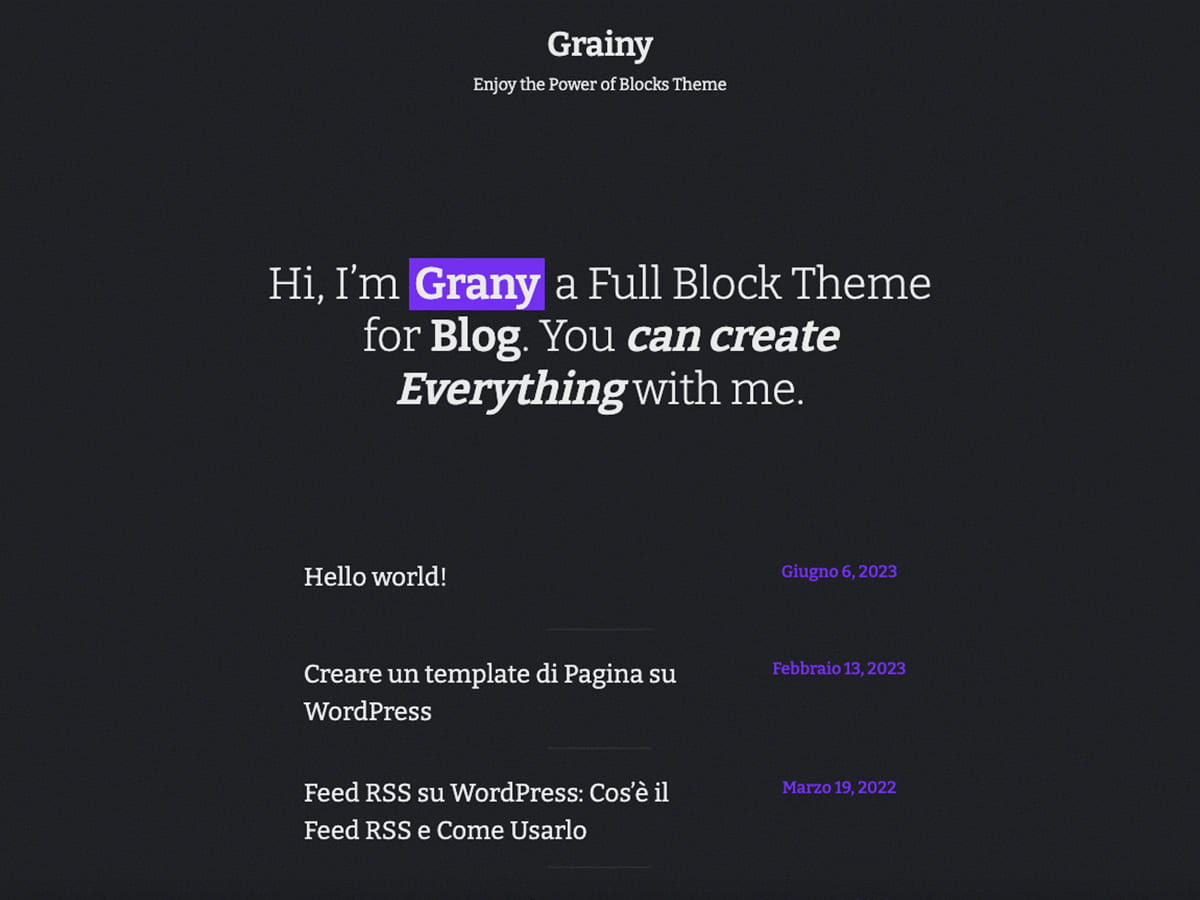 Grainy
Enjoy the Power of Blocks Theme
Hi, I’m Grany a Full Block Theme
for Blog. You can create
Everything with me.
Hello world!
Giugno 6, 2023
Creare un template di Pagina su
WordPress
Febbraio 13, 2023
Feed RSS su WordPress: Cos’è il
Feed RSS e Come Usarlo
Marzo 19, 2022